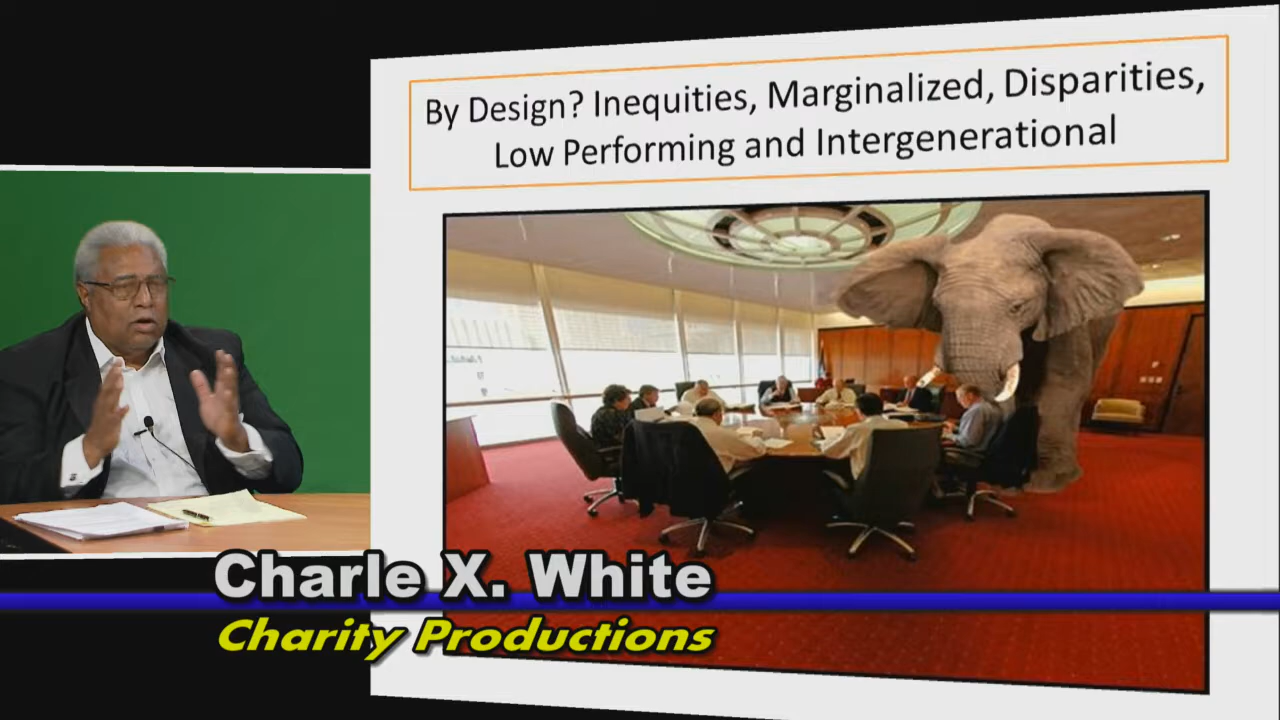 By Design? Inequities, Marginalized, Disparities,
Low Performing and Intergenerational
Charle X. White
Charity Productions